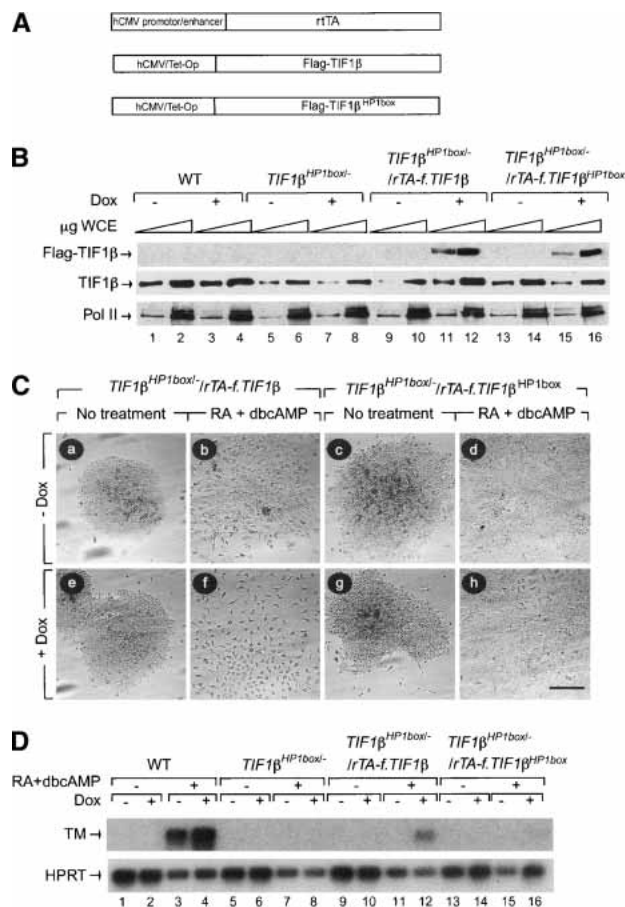 A
hCMV promotor/enhancer rtTA
hCMV/Tet-Op Flag-TIF1β
hCMV/Tet-Op Flag-TIF1β^HP1box
B
TIF1β^HP1box/- TIF1β^HP1box/-
WT TIF1β^HP1box/- /rTA-f.TIF1β /rTA-f.TIF1β^HP1box
Dox - + - + - + - +
µg WCE
Flag-TIF1β→
TIF1β→
Pol II→
1 2 3 4 5 6 7 8 9 10 11 12 13 14 15 16
C
TIF1β^HP1box/-/rTA-f.TIF1β TIF1β^HP1box/-/rTA-f.TIF1β^HP1box
No treatment RA + dbcAMP No treatment RA + dbcAMP
- Dox
a b c d
+ Dox
e f g h
D
TIF1β^HP1box/- TIF1β^HP1box/-
WT TIF1β^HP1box/- /rTA-f.TIF1β /rTA-f.TIF1β^HP1box
RA+dbcAMP - + - + - + - +
Dox - + - + - + - + - + - + - + - +
TM→
HPRT→
1 2 3 4 5 6 7 8 9 10 11 12 13 14 15 16